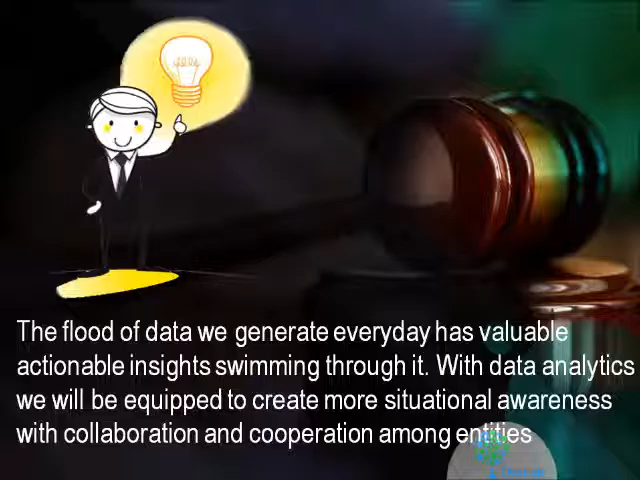 The flood of data we generate everyday has valuable
actionable insights swimming through it. With data analytics
we will be equipped to create more situational awareness
with collaboration and cooperation among entities